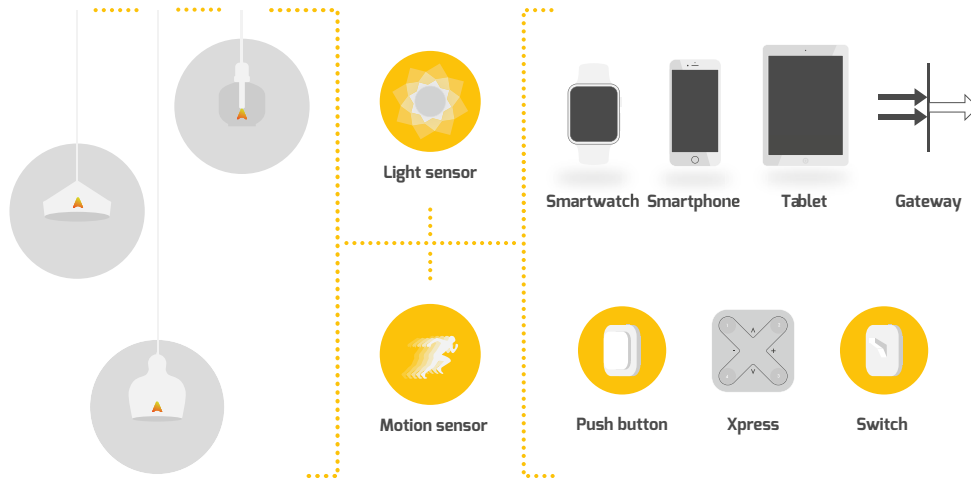 Light sensor
Smartwatch
Smartphone
Tablet
Gateway
Motion sensor
Push button
Xpress
Switch
- +